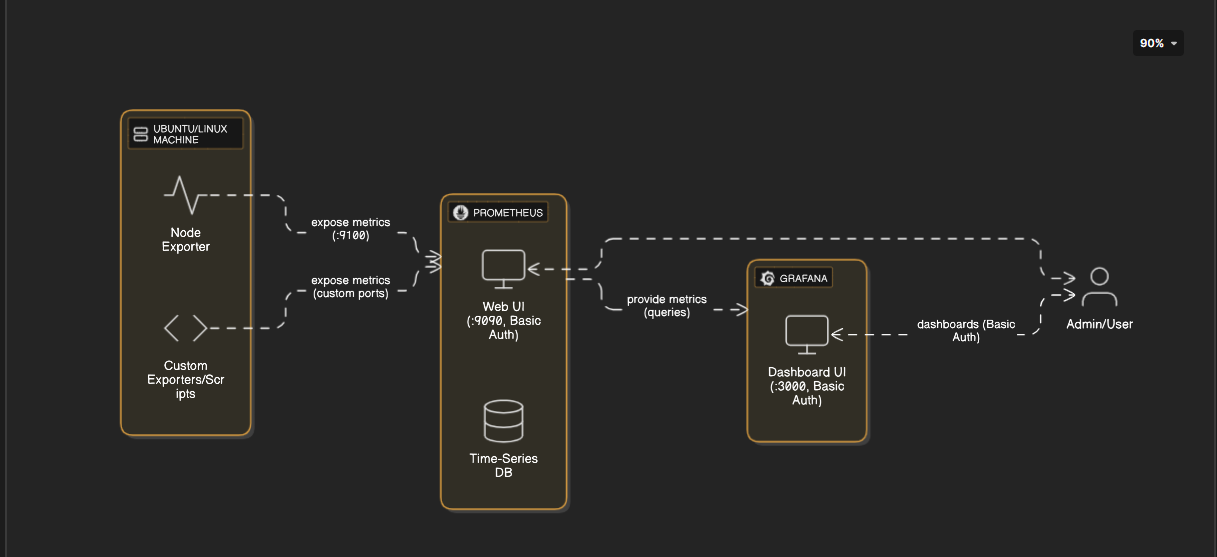 90%
UBUNTU/LINUX
MACHINE
Node
Exporter
expose metrics
(:9100)
expose metrics
(custom ports)
Custom
Exporters/Scr
ipts
PROMETHEUS
Web UI
(:9090, Basic
Auth)
Time-Series
DB
provide metrics
(queries)
GRAFANA
Dashboard UI
(:3000, Basic
Auth)
dashboards (Basic
Auth)
Admin/User